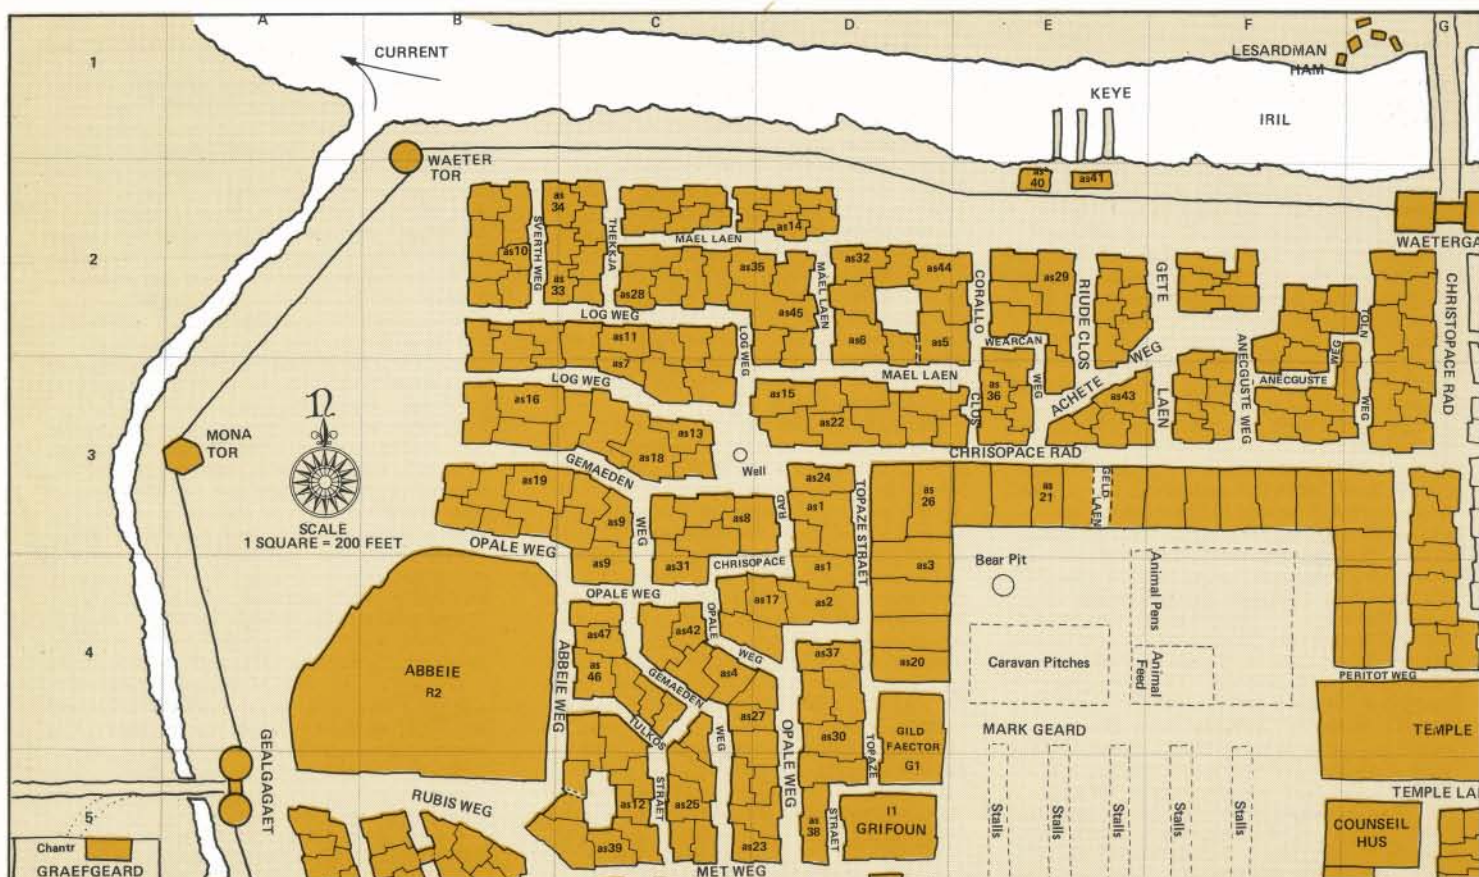 A
B
C
D
E
F
G
1
CURRENT
LESARDMAN
HAM
KEYE
IRIL
WAETER
TOR
as
40
as41
as
34
as14
SVERTH WEG
THEKKJA
MAEL LAEN
WAETERGA
2
as10
as
33
as28
as35
as32
as44
as29
MAEL LAEN
CORALLO
RIUDE CLOS
GETE
CHRISTOPACE RAD
LOG WEG
as45
as11
as7
LOG WEG
as6
as5
WEARCAN
WEG
ANECGUSTE WEG
TOLN
WEG
LOG WEG
MAEL LAEN
ANECGUSTE
WEG
as16
as15
as
36
WEG
ACHETE
as43
LAEN
CLOS
as22
as13
MONA
TOR
3
as18
Well
CHRISOPACE RAD
GEMAEDEN
as19
as24
TOPAZE STRAET
as
26
as
21
GELD
LAEN
as9
WEG
as8
RAD
as1
SCALE
1 SQUARE = 200 FEET
OPALE WEG
as9
as31
CHRISOPACE
as1
as3
Bear Pit
Animal Pens
OPALE WEG
as17
as2
as47
as42
OPALE
WEG
4
ABBEIE
R2
ABBEIE WEG
as
46
GEMAEDEN
as4
as37
as20
Caravan Pitches
Animal
Feed
PERITOT WEG
as27
TULKOS
WEG
OPALE WEG
as30
TOPAZE
GILD
FAECTOR
G1
MARK GEARD
TEMPLE
GEALGAGAET
RUBIS WEG
STRAET
TEMPLE LA
5
as12
as25
as
38
STRAET
I1
GRIFOUN
Stalls
Stalls
Stalls
Stalls
Stalls
COUNSEIL
HUS
Chantr
as39
as23
GRAEFGEARD
MET WEG